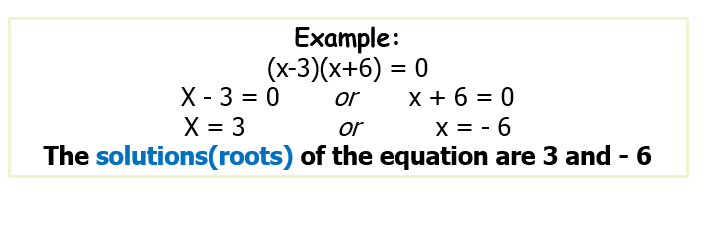 Example:
(x-3)(x+6) = 0
X - 3 = 0 or x + 6 = 0
X = 3 or x = - 6
The solutions(roots) of the equation are 3 and - 6